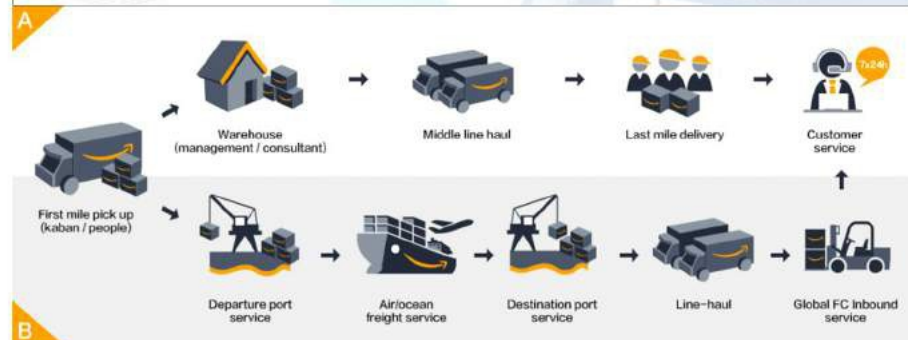 A
7x24h
Warehouse
(management / consultant)
Middle line haul
Last mile delivery
Customer
service
First mile pick up
(kaban / people)
Departure port
service
Air/ocean
freight service
Destination port
service
Line-haul
Global FC Inbound
service
B